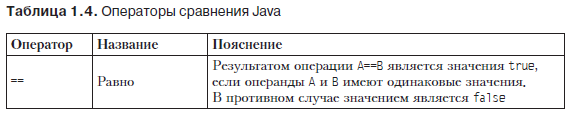 Таблица 1.4. Операторы сравнения Java
Оператор Название Пояснение
== Равно Результатом операции A==B является значения true,
если операнды A и B имеют одинаковые значения.
В противном случае значением является false